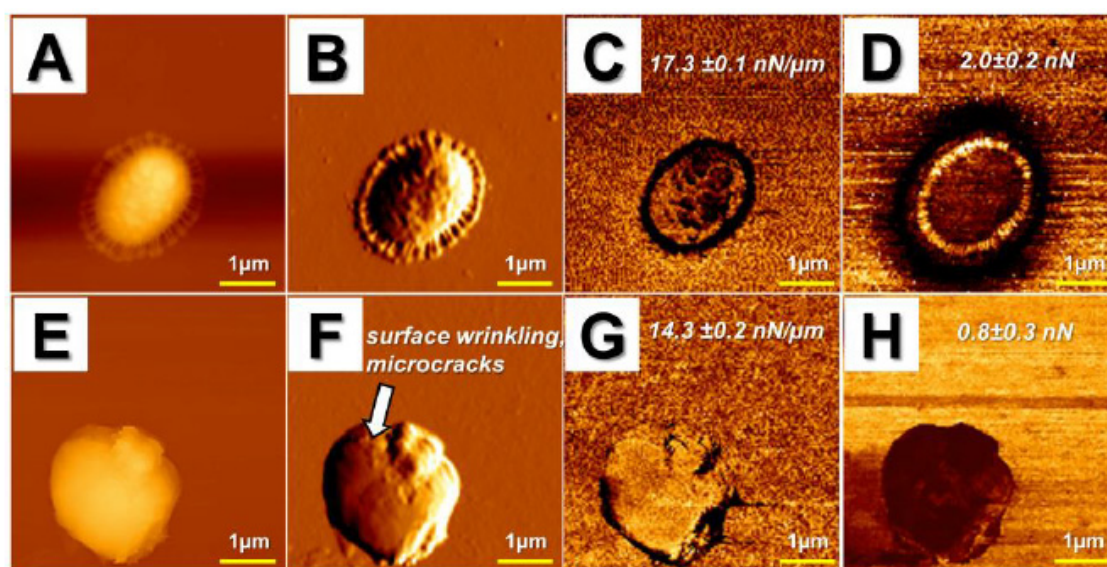 A
B
C
17.3 ±0.1 nN/µm
D
2.0±0.2 nN
1µm
1µm
1µm
1µm
E
F
surface wrinkling,
microcracks
G
14.3 ±0.2 nN/µm
H
0.8±0.3 nN
1µm
1µm
1µm
1µm